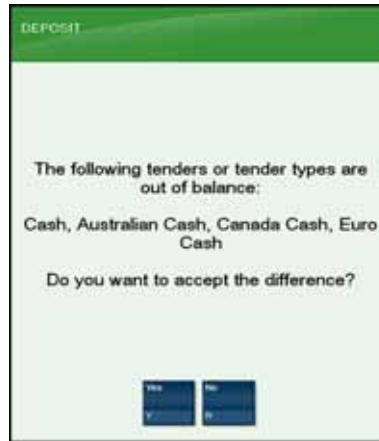 DEPOSIT
The following tenders or tender types are
out of balance:
Cash, Australian Cash, Canada Cash, Euro
Cash
Do you want to accept the difference?
Yes No
Y